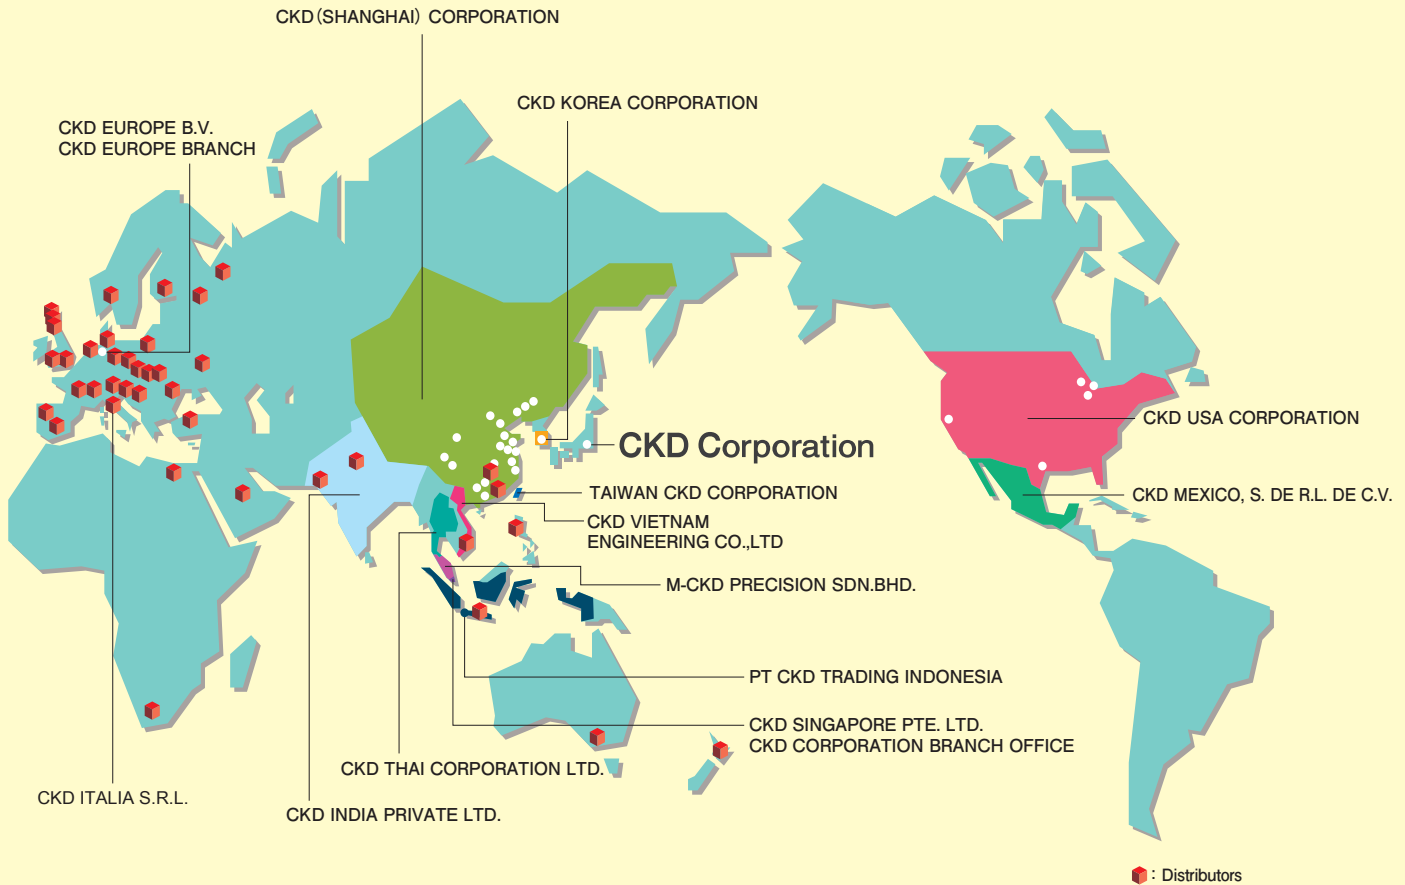 CKD(SHANGHAI) CORPORATION
CKD KOREA CORPORATION
CKD EUROPE B.V.
CKD EUROPE BRANCH
CKD USA CORPORATION
CKD Corporation
TAIWAN CKD CORPORATION
CKD MEXICO, S. DE R.L. DE C.V.
CKD VIETNAM
ENGINEERING CO.,LTD
M-CKD PRECISION SDN.BHD.
PT CKD TRADING INDONESIA
CKD SINGAPORE PTE. LTD.
CKD CORPORATION BRANCH OFFICE
CKD THAI CORPORATION LTD.
CKD ITALIA S.R.L.
CKD INDIA PRIVATE LTD.
: Distributors